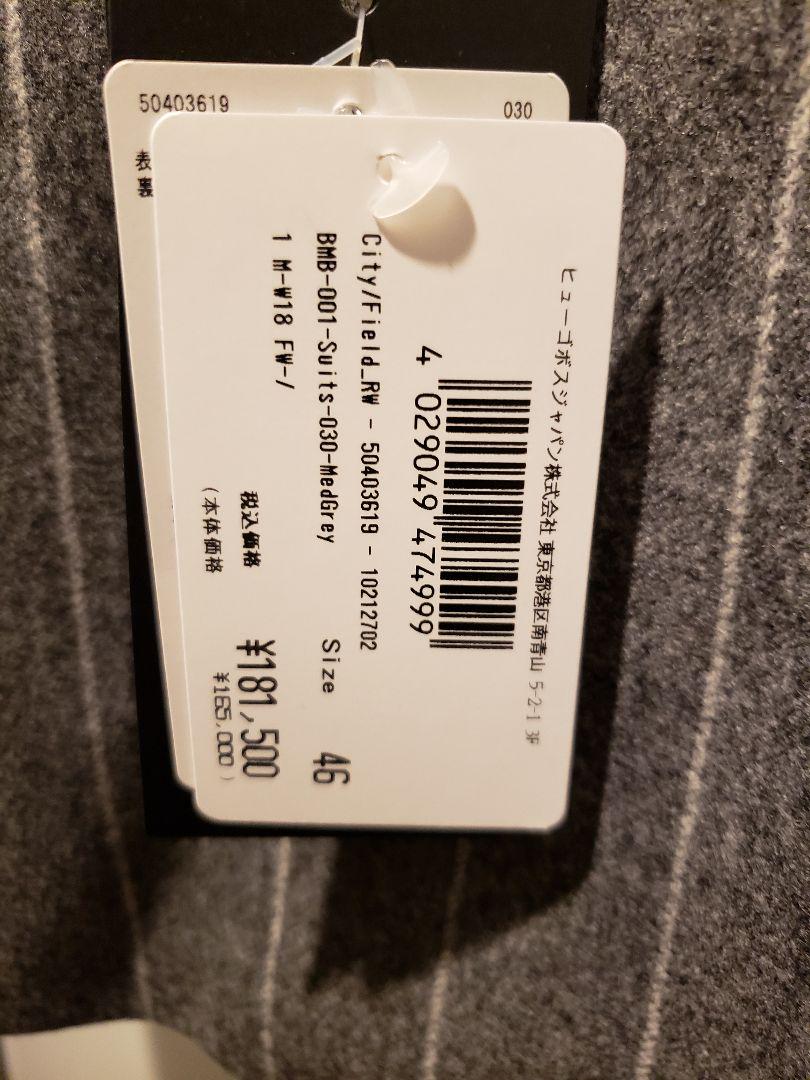 50403619 030
表
裏
ヒューゴボスジャパン株式会社 東京都港区南青山 5-2-1 3F
4 029049 474999
City/Field_RW - 50403619 - 10212702
BMB-001-Suits-030-MedGrey Size 46
1 M-W18 FW-/
税込価格 ¥181,500
(本体価格 ¥165,000)